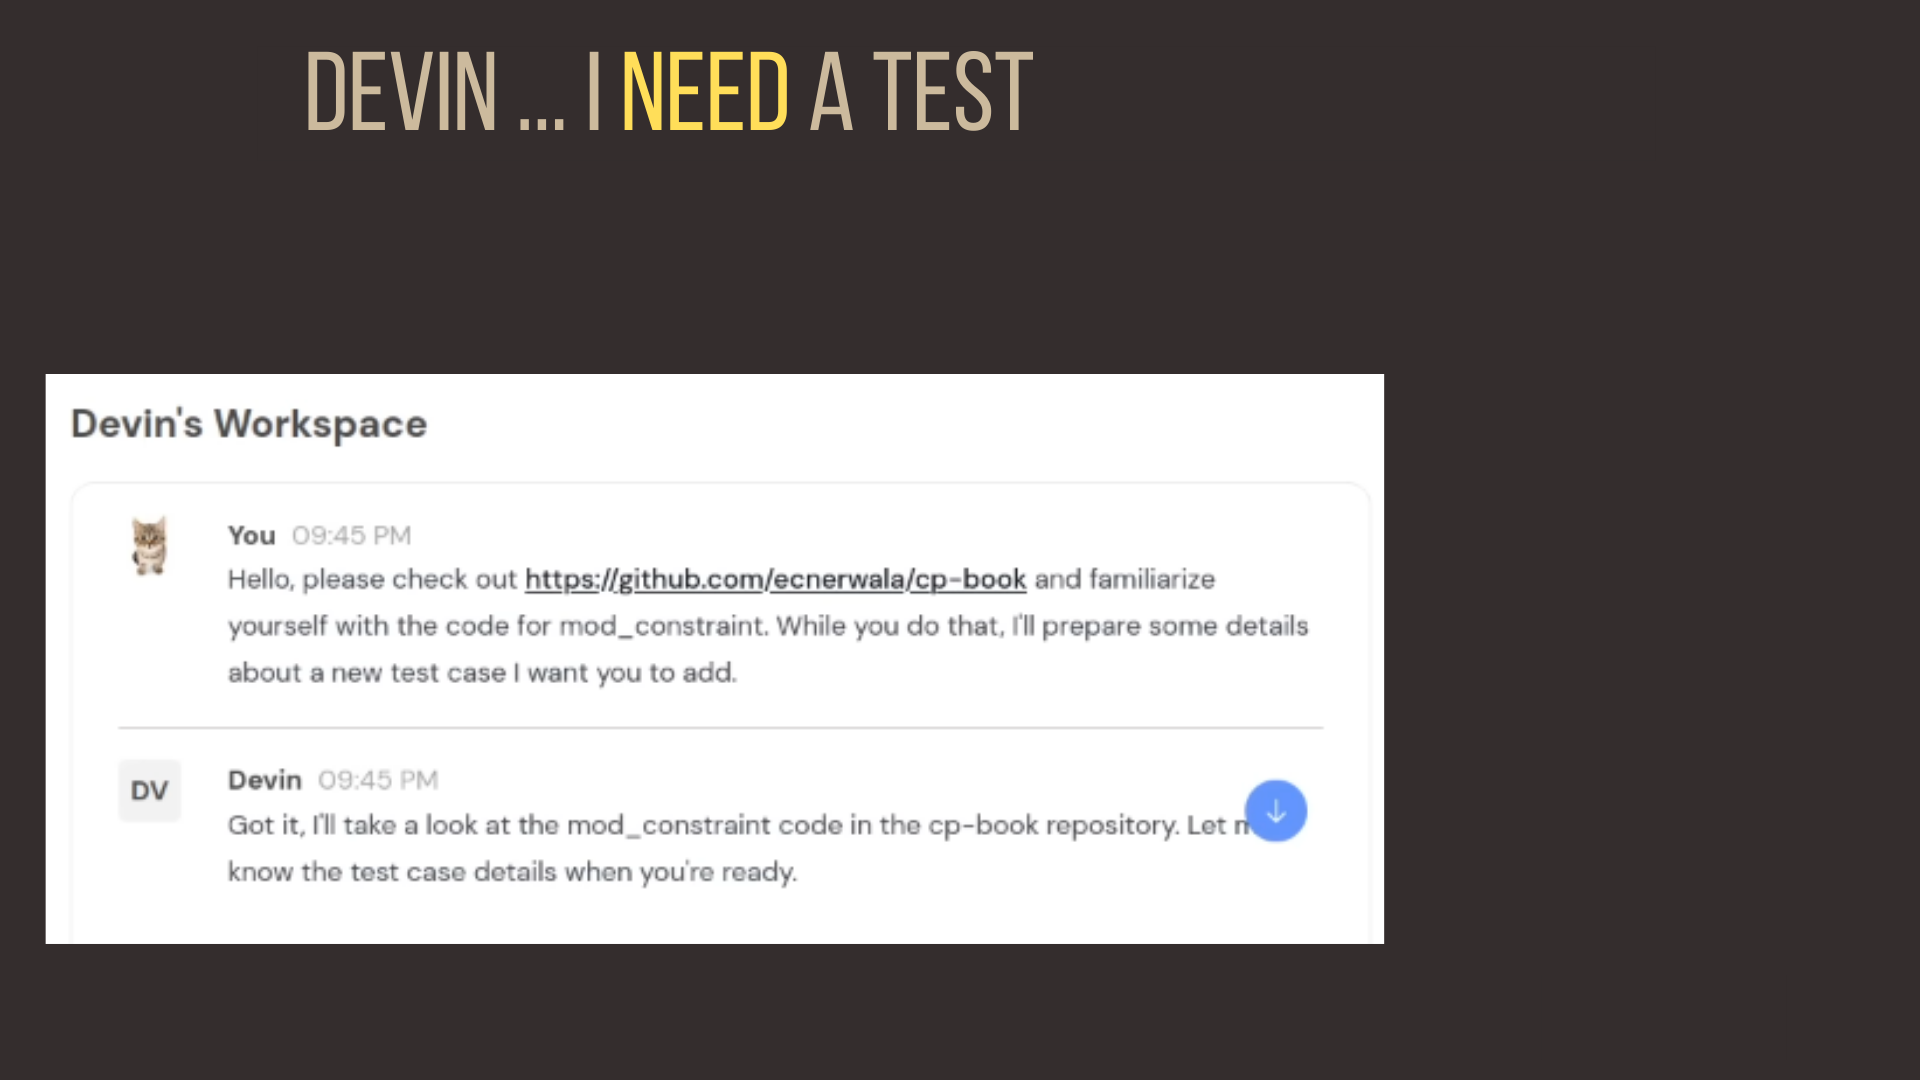 DEVIN ... I NEED A TEST
Devin's Workspace
You 09:45 PM
Hello, please check out https://github.com/ecnerwala/cp-book and familiarize
yourself with the code for mod_constraint. While you do that, I'll prepare some details
about a new test case I want you to add.
DV
Devin 09:45 PM
Got it, I'll take a look at the mod_constraint code in the cp-book repository. Let
know the test case details when you're ready.